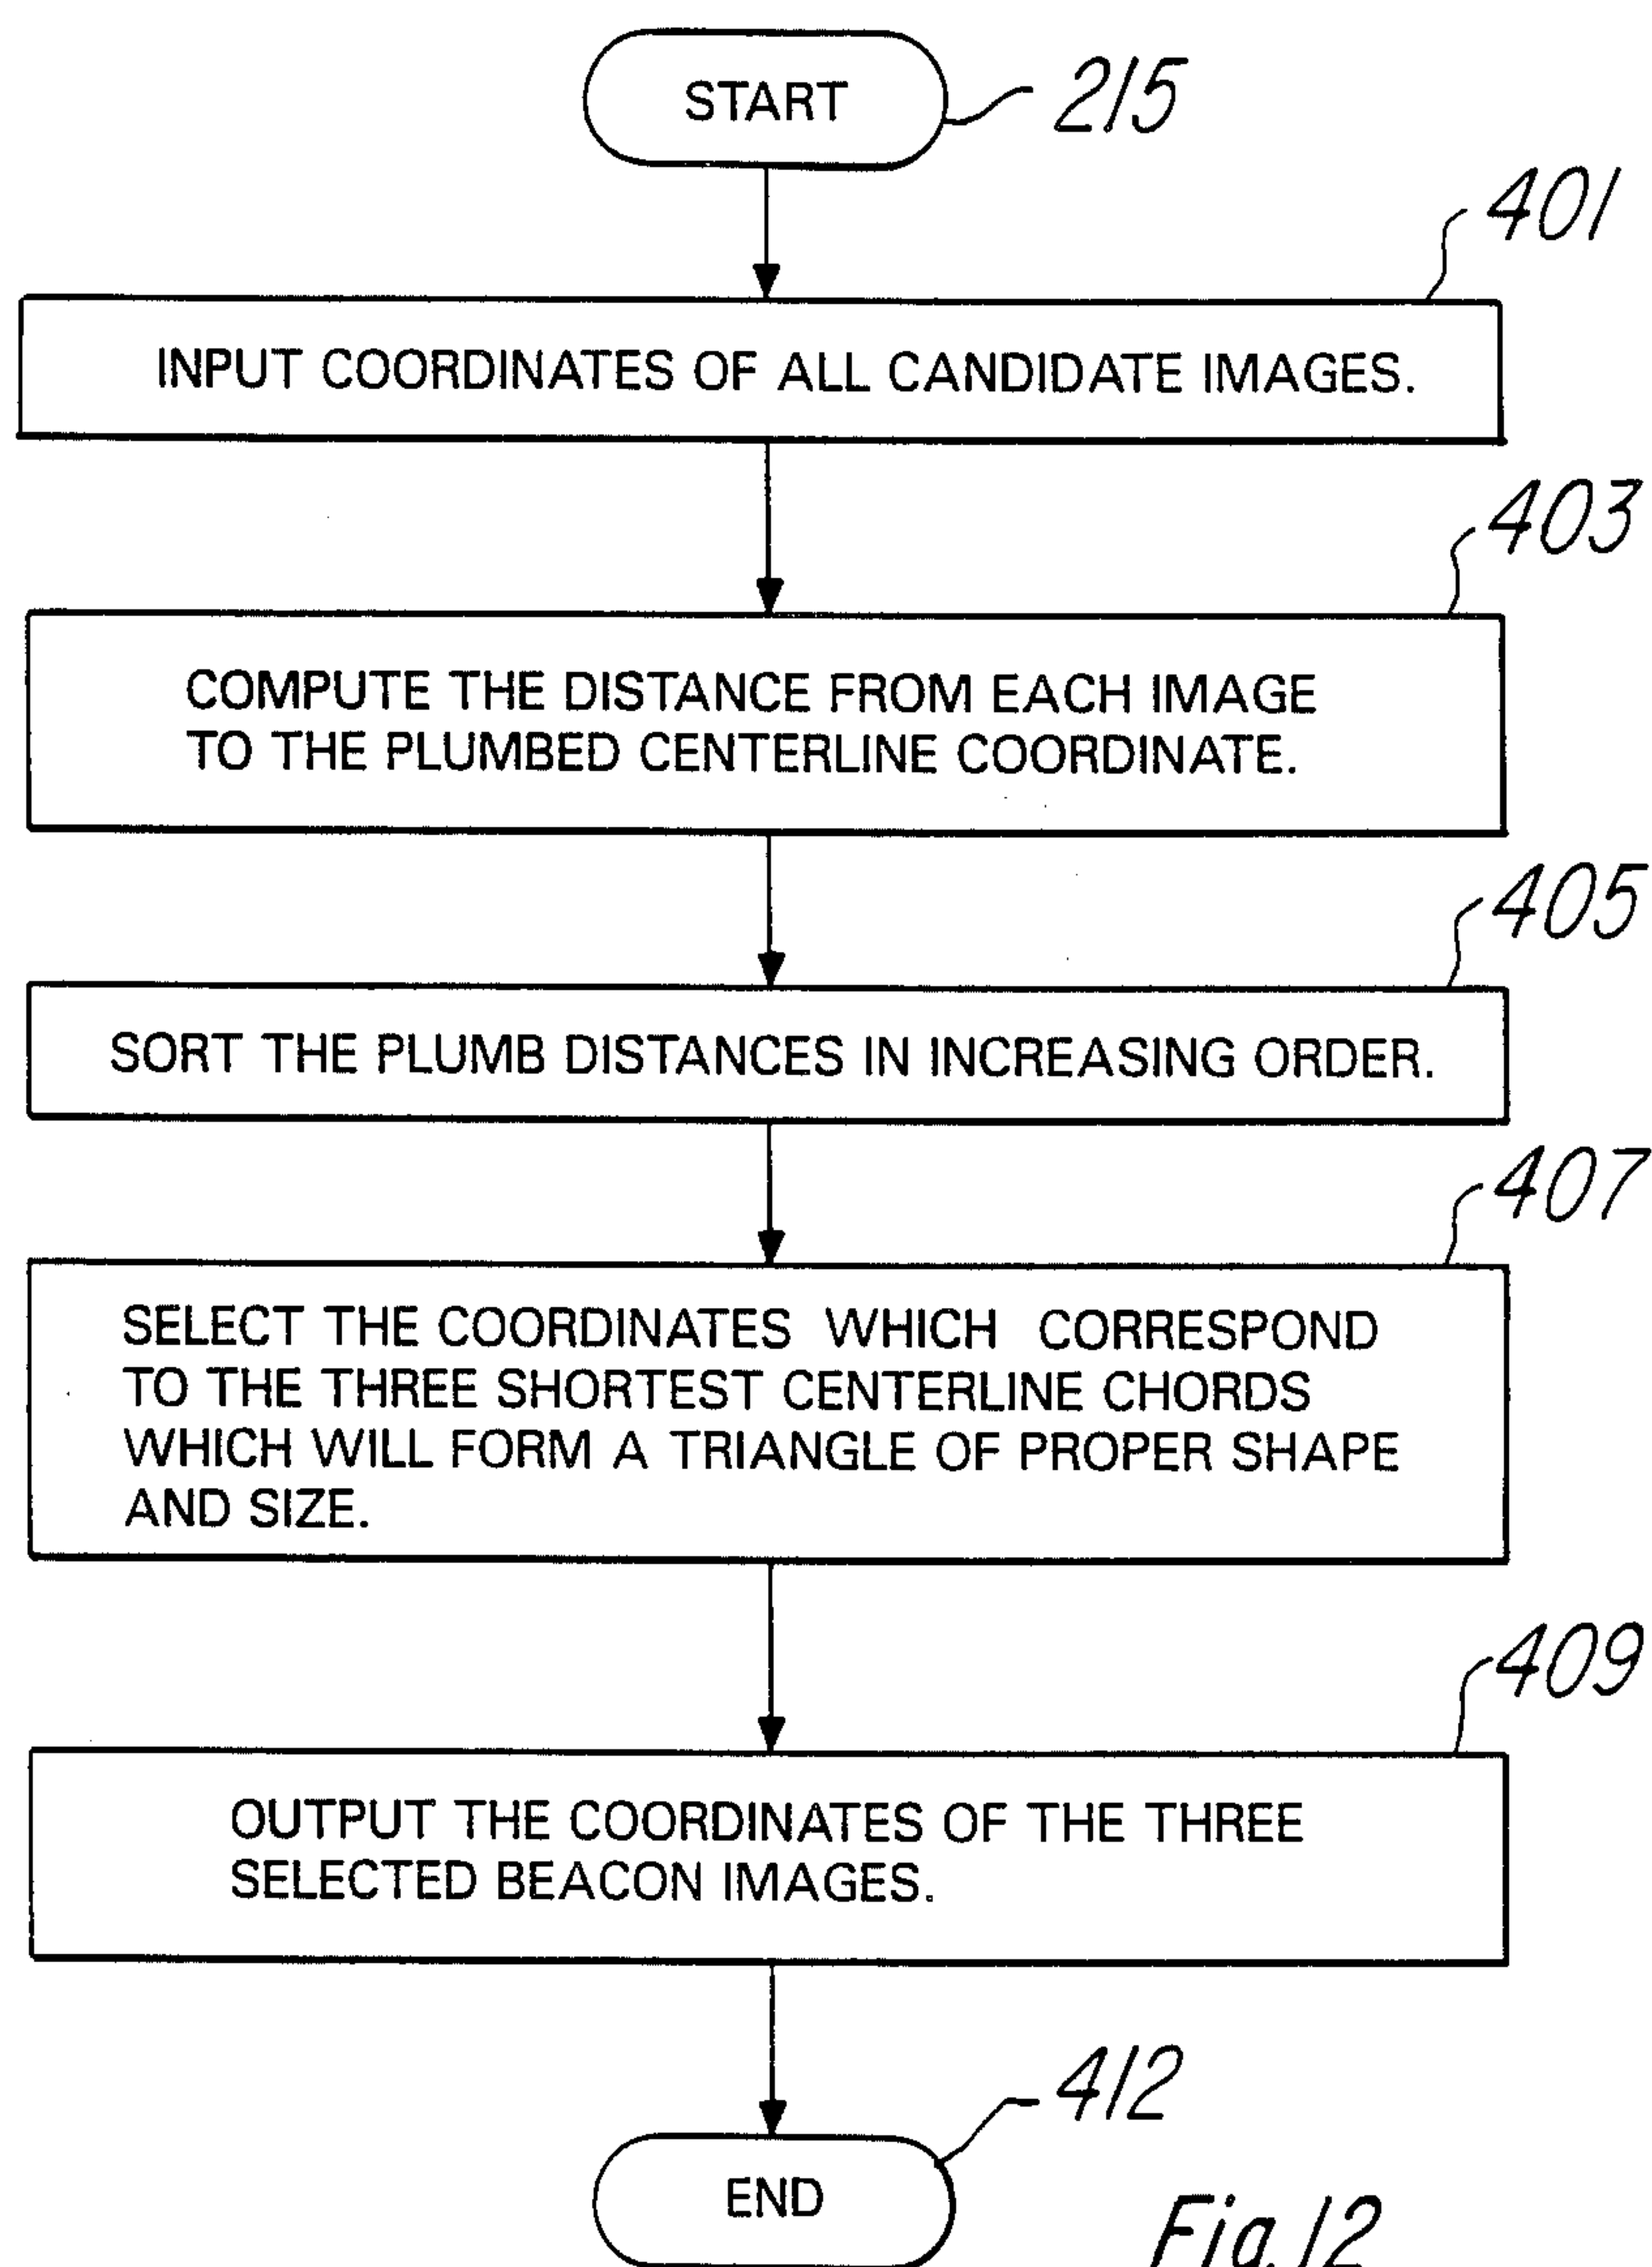 START
215
401
INPUT COORDINATES OF ALL CANDIDATE IMAGES.
403
COMPUTE THE DISTANCE FROM EACH IMAGE
TO THE PLUMBED CENTERLINE COORDINATE.
405
SORT THE PLUMB DISTANCES IN INCREASING ORDER.
407
SELECT THE COORDINATES WHICH CORRESPOND
TO THE THREE SHORTEST CENTERLINE CHORDS
WHICH WILL FORM A TRIANGLE OF PROPER SHAPE
AND SIZE.
409
OUTPUT THE COORDINATES OF THE THREE
SELECTED BEACON IMAGES.
412
END
Fig. 12